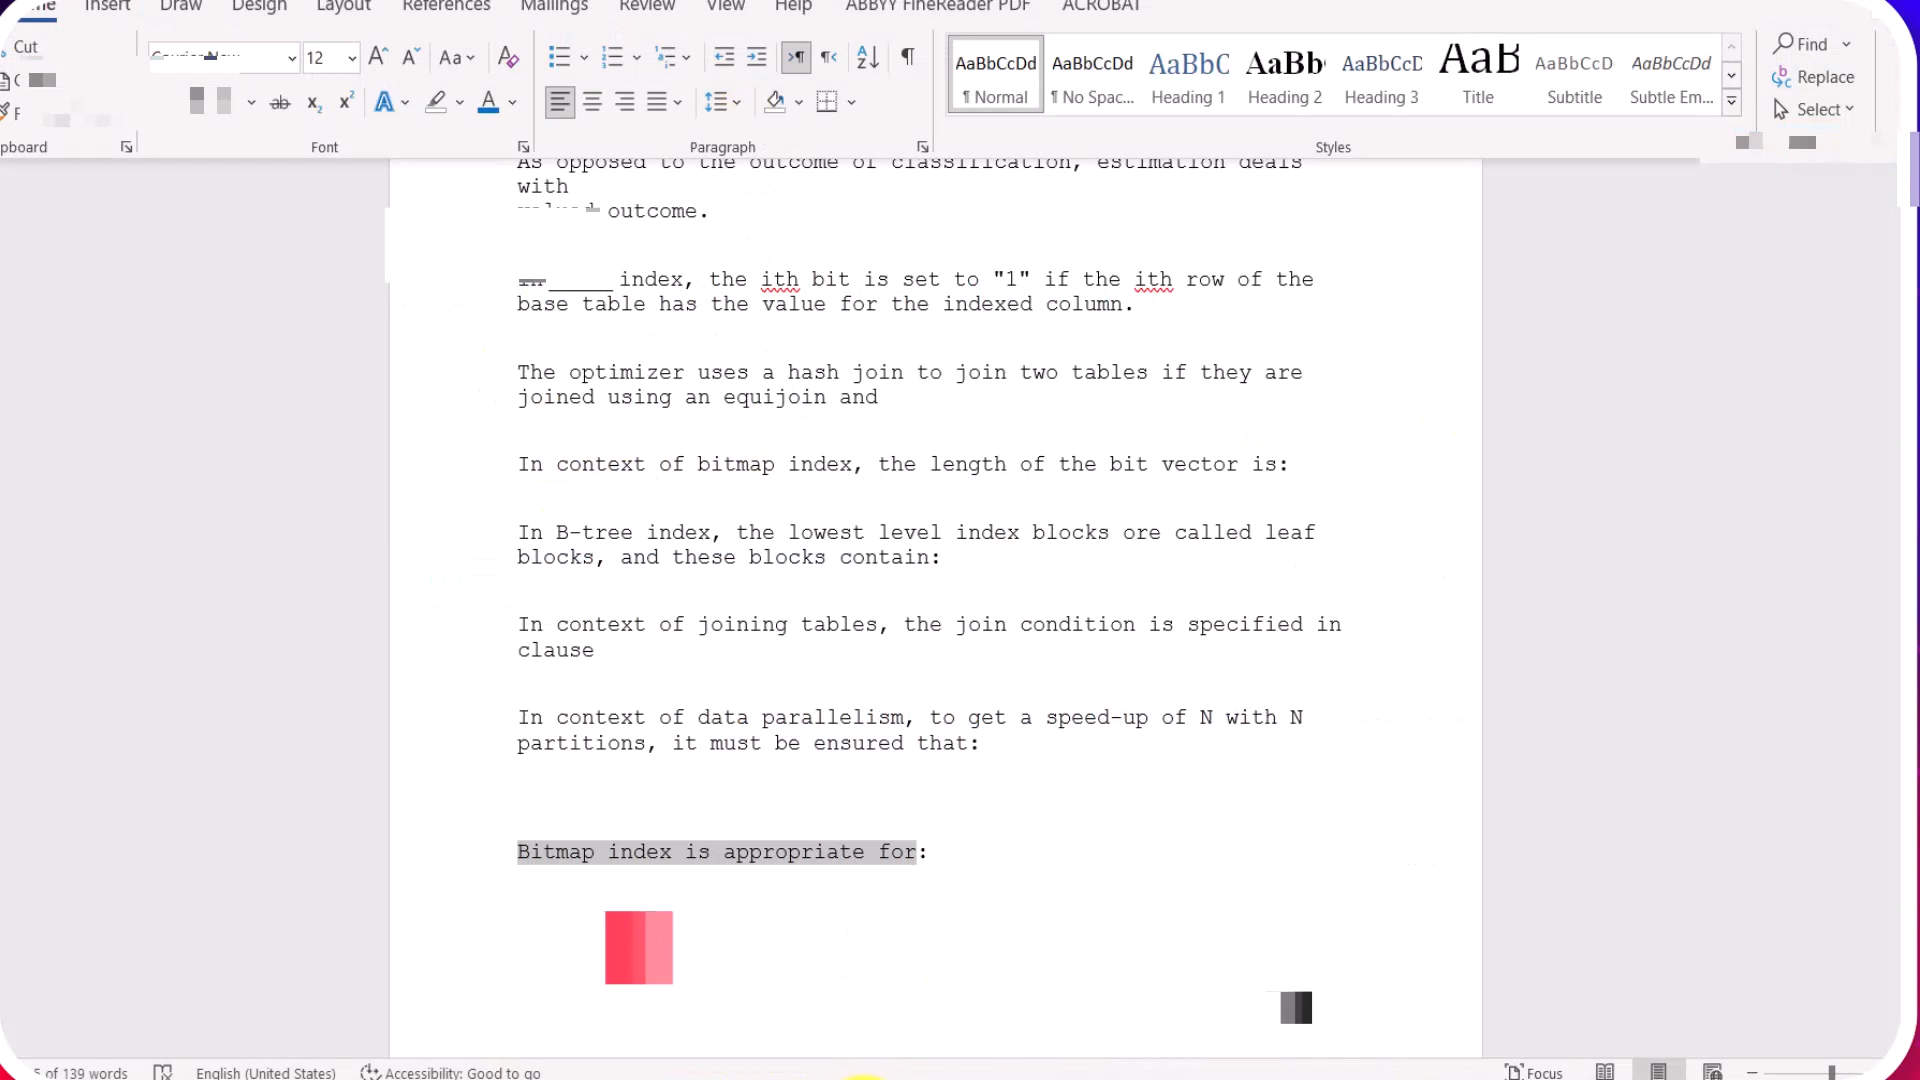 Insert Draw Design Layout References Mailings Review View Help ABBYY FineReader PDF ACROBAT
Cut
12
Aa
Font
Paragraph
AaBbCcDd AaBbCcDd AaBbC AaBb AaBbCcD AaB AaBbCcD AaBbCcDd
¶ Normal ¶ No Spac... Heading 1 Heading 2 Heading 3 Title Subtitle Subtle Em...
Styles
Find
Replace
Select
As opposed to the outcome of classification, estimation deals
with
outcome.
_____ index, the ith bit is set to "1" if the ith row of the
base table has the value for the indexed column.
The optimizer uses a hash join to join two tables if they are
joined using an equijoin and
In context of bitmap index, the length of the bit vector is:
In B-tree index, the lowest level index blocks ore called leaf
blocks, and these blocks contain:
In context of joining tables, the join condition is specified in
clause
In context of data parallelism, to get a speed-up of N with N
partitions, it must be ensured that:
Bitmap index is appropriate for:
of 139 words English (United States) Accessibility: Good to go Focus